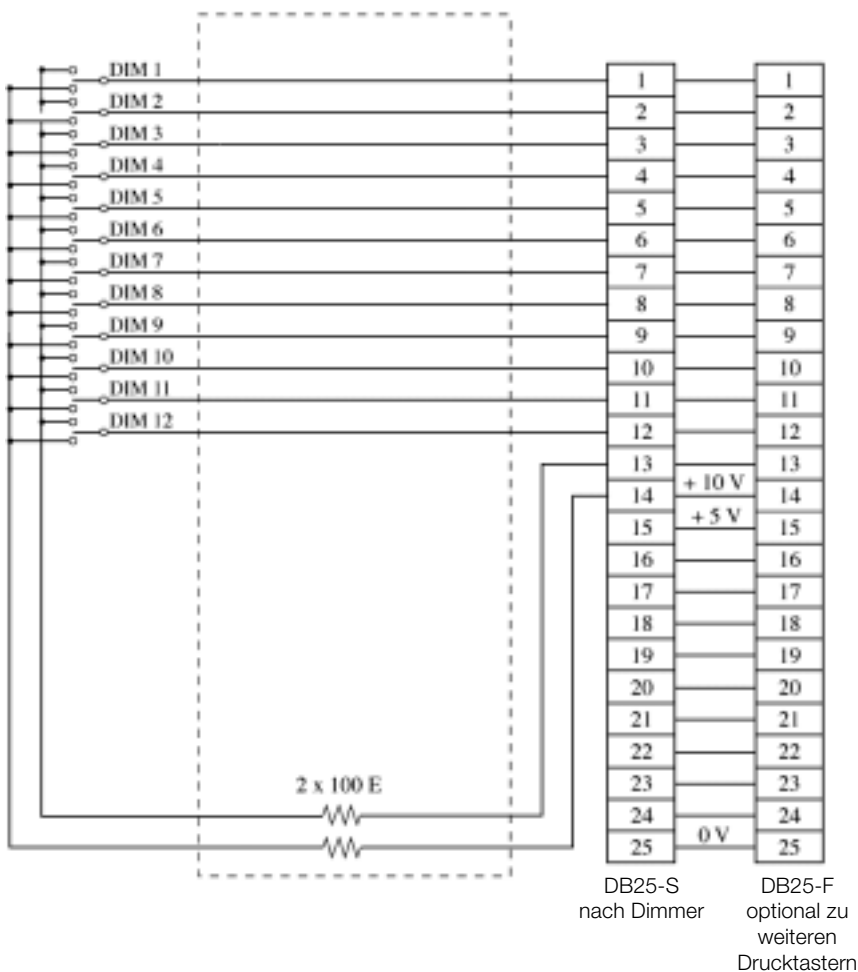 DIM 1
1 1
DIM 2
2 2
DIM 3
3 3
DIM 4
4 4
DIM 5
5 5
DIM 6
6 6
DIM 7
7 7
DIM 8
8 8
DIM 9
9 9
DIM 10
10 10
DIM 11
11 11
DIM 12
12 12
13 13
+ 10 V
14 14
+ 5 V
15 15
16 16
17 17
18 18
19 19
20 20
21 21
22 22
2 x 100 E
23 23
24 24
0 V
25 25
DB25-S
nach Dimmer
DB25-F
optional zu
weiteren
Drucktastern